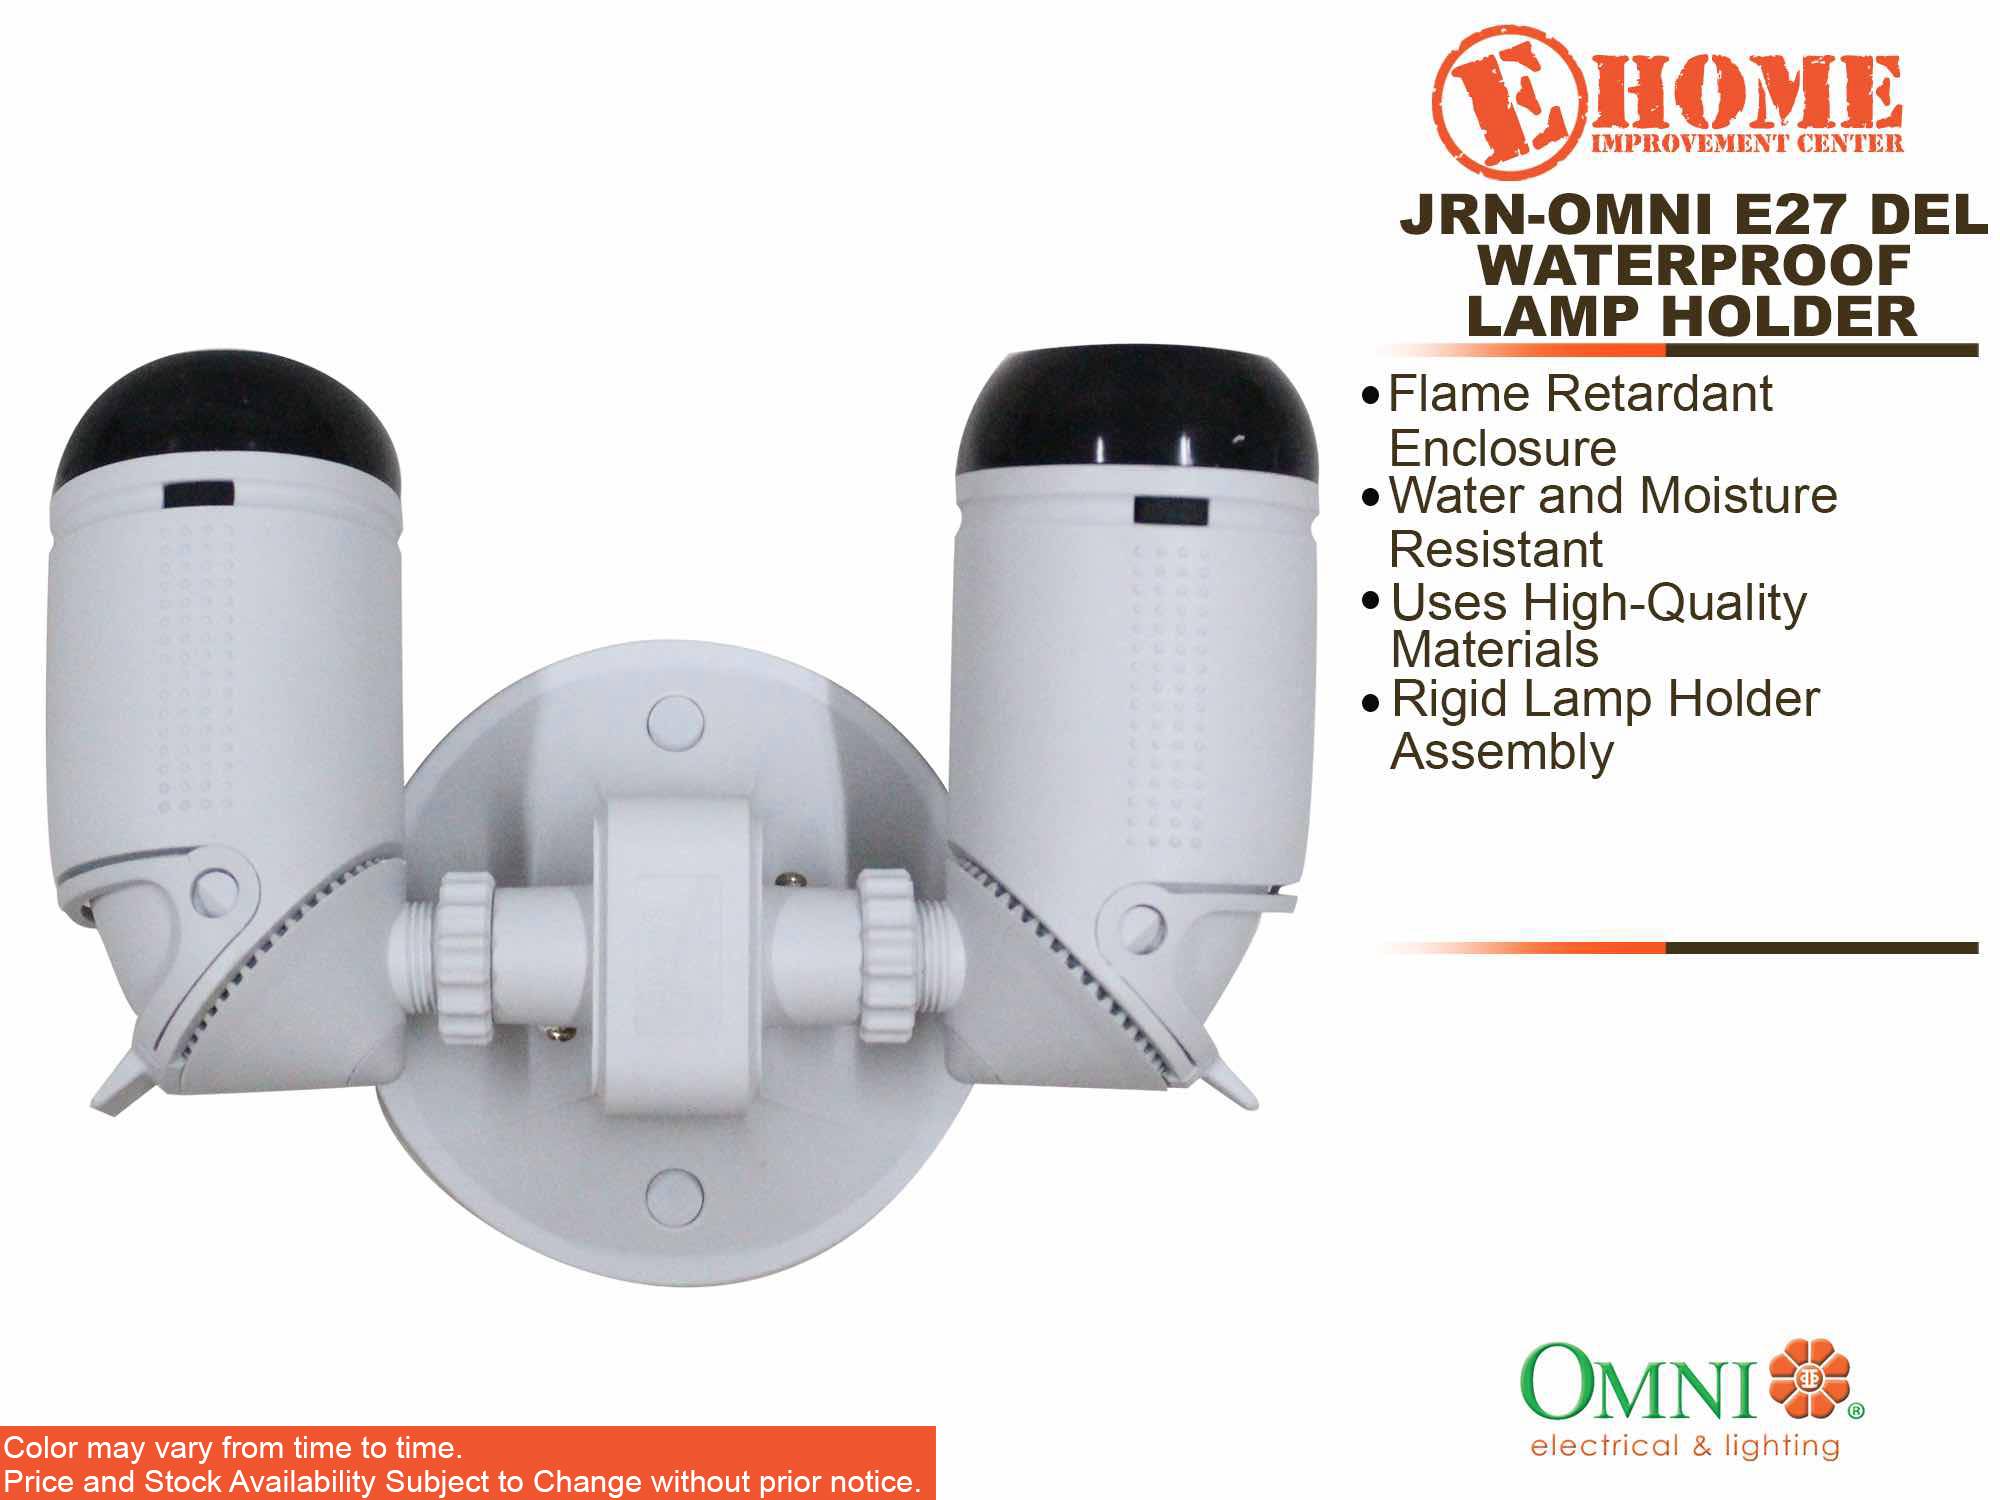 E HOME
IMPROVEMENT CENTER
JRN-OMNI E27 DEL
WATERPROOF
LAMP HOLDER
•Flame Retardant
Enclosure
•Water and Moisture
Resistant
•Uses High-Quality
Materials
•Rigid Lamp Holder
Assembly
OMNI ®
electrical & lighting
Color may vary from time to time.
Price and Stock Availability Subject to Change without prior notice.